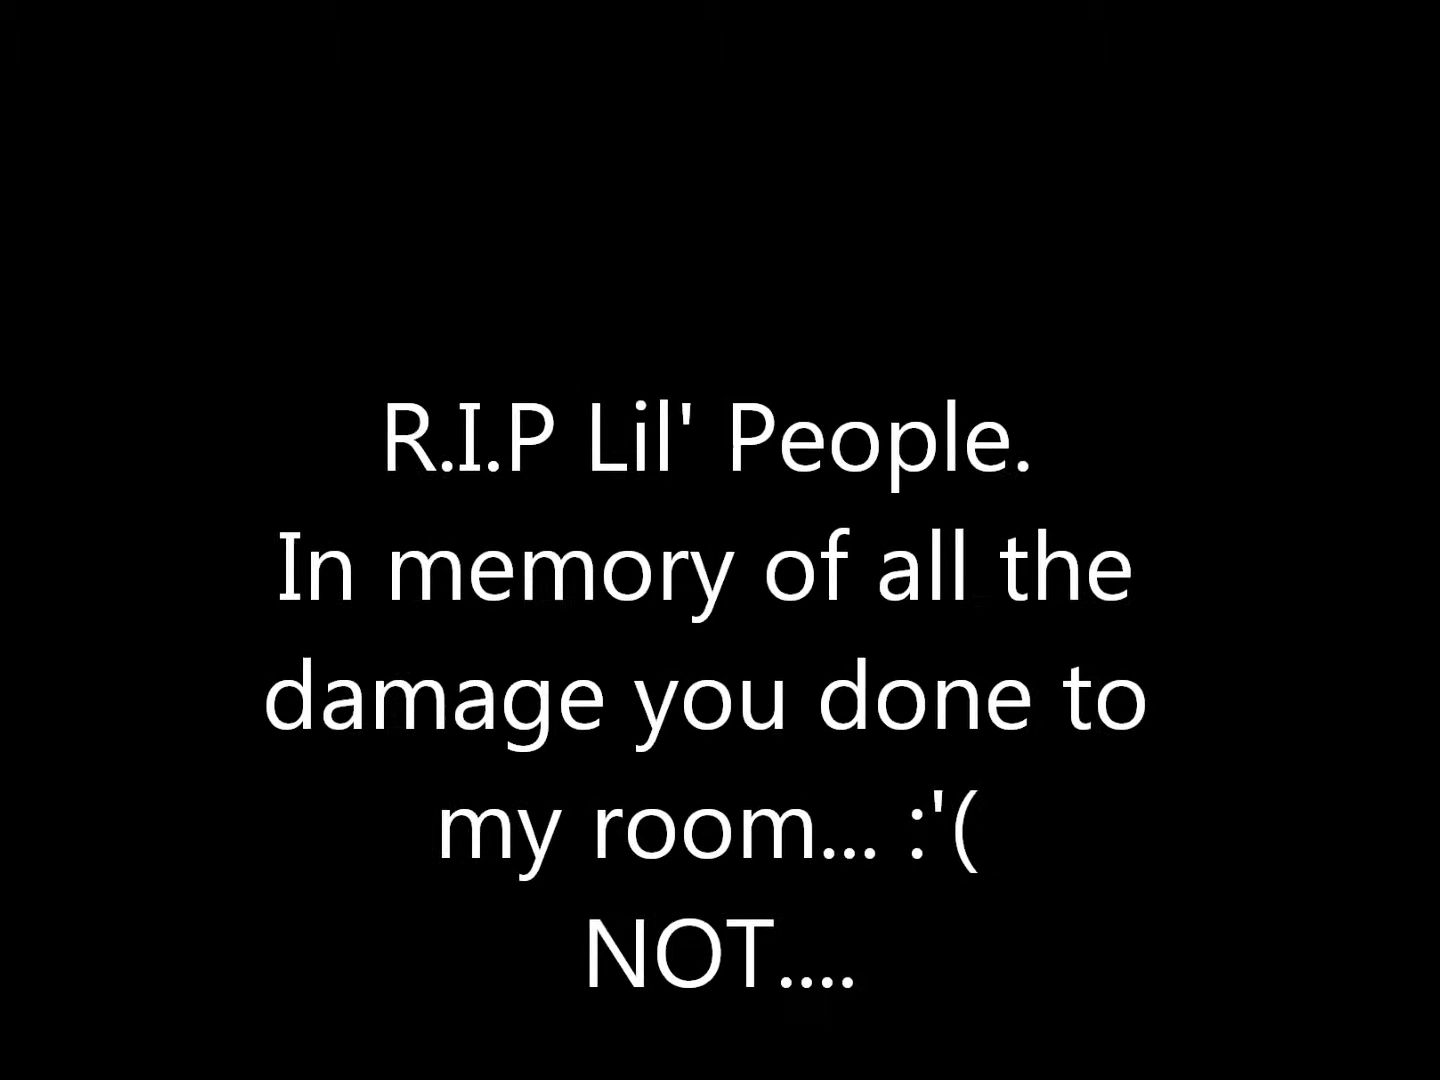 R.I.P Lil' People.
In memory of all the
damage you done to
my room... :'(
NOT....